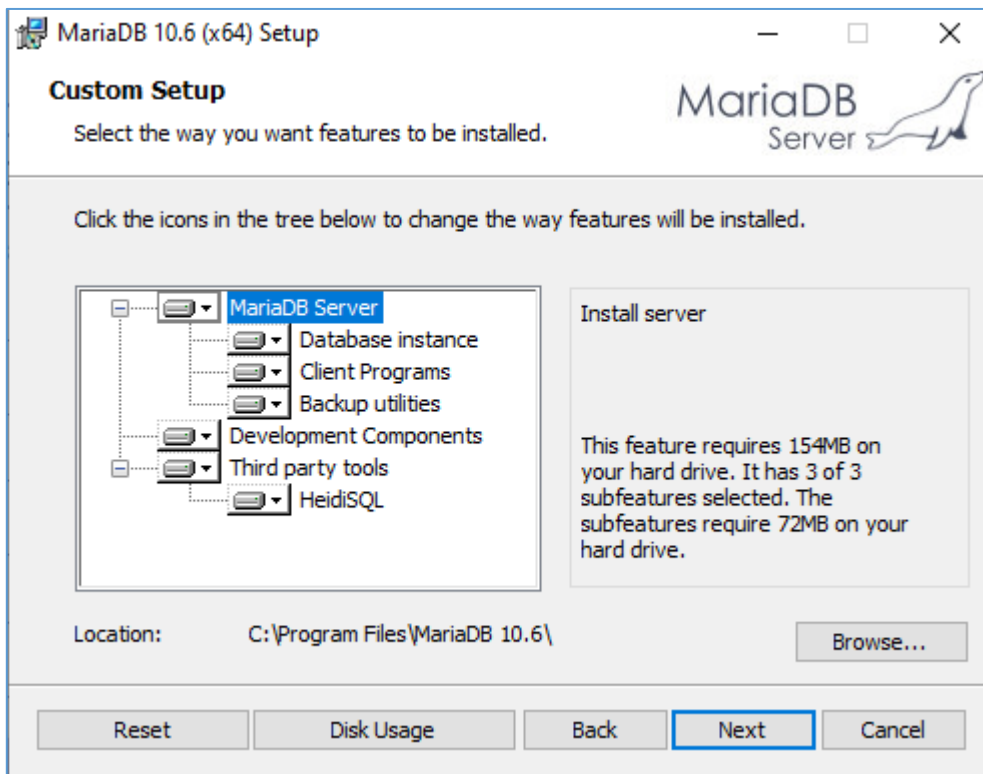 MariaDB 10.6 (x64) Setup
Custom Setup
Select the way you want features to be installed.
MariaDB
Server
Click the icons in the tree below to change the way features will be installed.
MariaDB Server
Database instance
Client Programs
Backup utilities
Development Components
Third party tools
HeidiSQL
Install server
This feature requires 154MB on
your hard drive. It has 3 of 3
subfeatures selected. The
subfeatures require 72MB on your
hard drive.
Location: C:\Program Files\MariaDB 10.6\
Browse...
Reset Disk Usage Back Next Cancel